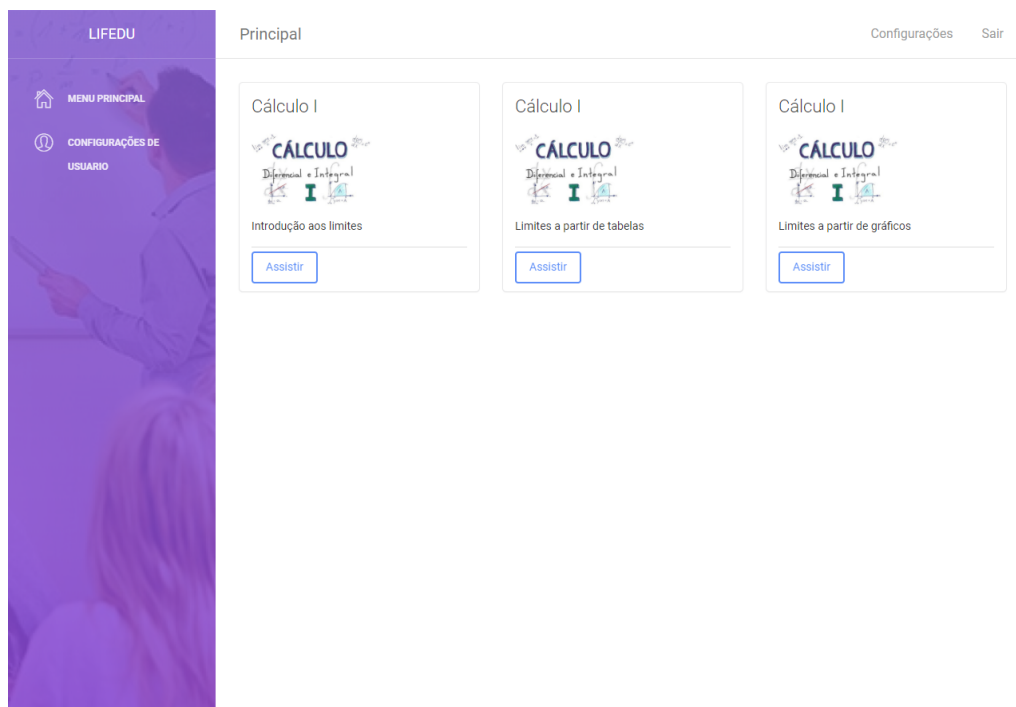 LIFEDU
MENU PRINCIPAL
CONFIGURAÇÕES DE
USUARIO
Principal
Configurações
Sair
Cálculo I
CÁLCULO
Diferencial e Integral
I
Introdução aos limites
Assistir
Cálculo I
CÁLCULO
Diferencial e Integral
I
Limites a partir de tabelas
Assistir
Cálculo I
CÁLCULO
Diferencial e Integral
I
Limites a partir de gráficos
Assistir